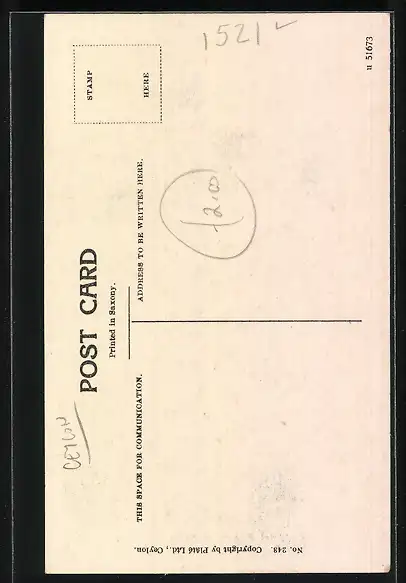 CEYLON
POST CARD
Printed in Saxony.
STAMP
HERE
THIS SPACE FOR COMMUNICATION.
ADDRESS TO BE WRITTEN HERE.
1521
£2.00
No. 248. Copyright by Plâté Ltd., Ceylon.
u 51673